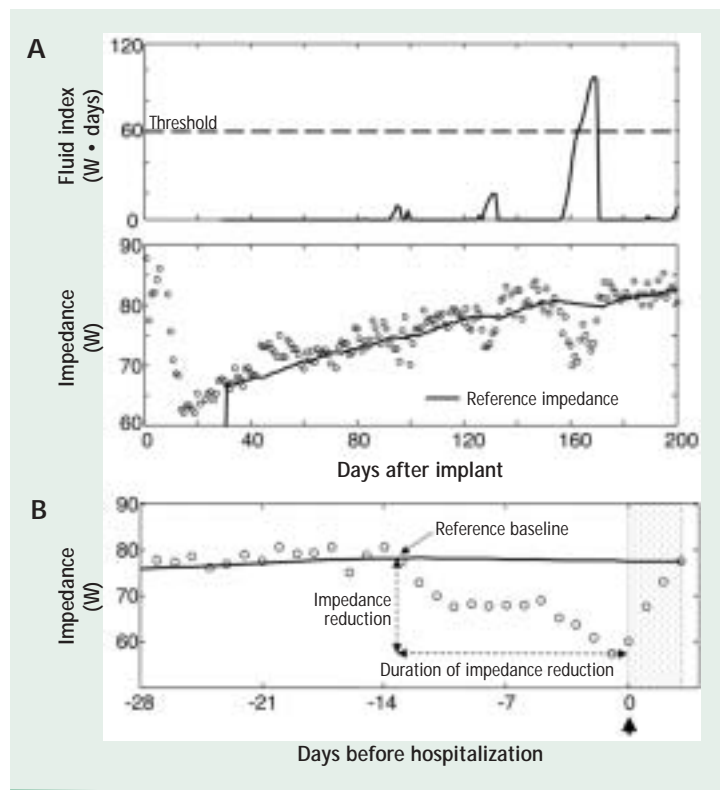 A
120
60
0
Fluid index
(W • days)
Threshold
90
80
70
60
Impedance
(W)
Reference impedance
0
40
80
120
160
200
Days after implant
B
90
80
70
60
Impedance
(W)
Reference baseline
Impedance
reduction
Duration of impedance reduction
-28
-21
-14
-7
0
Days before hospitalization